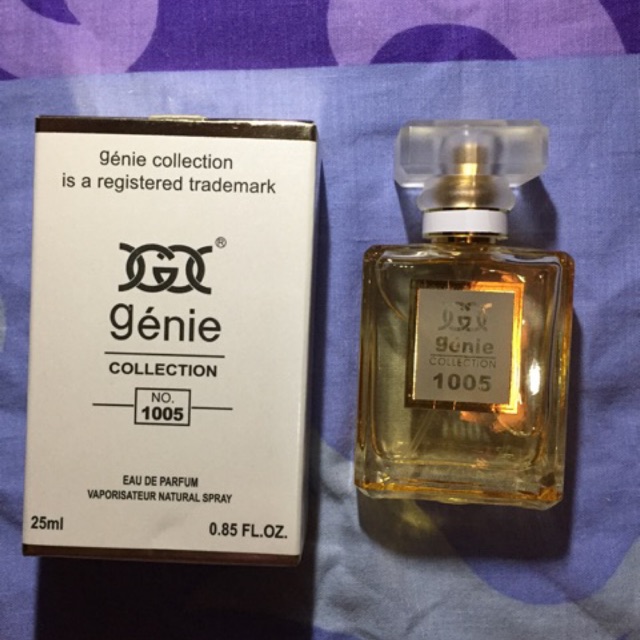 génie collection
is a registered trademark
®
génie
COLLECTION
NO.
1005
EAU DE PARFUM
VAPORISATEUR NATURAL SPRAY
25ml 0.85 FL.OZ.
génie
COLLECTION
1005